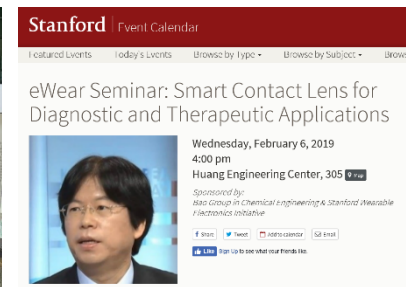 Stanford Event Calendar
Featured Events Today's Events Browse by Type Browse by Subject Brows
eWear Seminar: Smart Contact Lens for
Diagnostic and Therapeutic Applications
Wednesday, February 6, 2019
4:00 pm
Huang Engineering Center, 305 Map
Sponsored by:
Bao Group in Chemical Engineering & Stanford Wearable
Electronics Initiative
Share Tweet Add to calendar Email
Like Sign Up to see what your friends like.